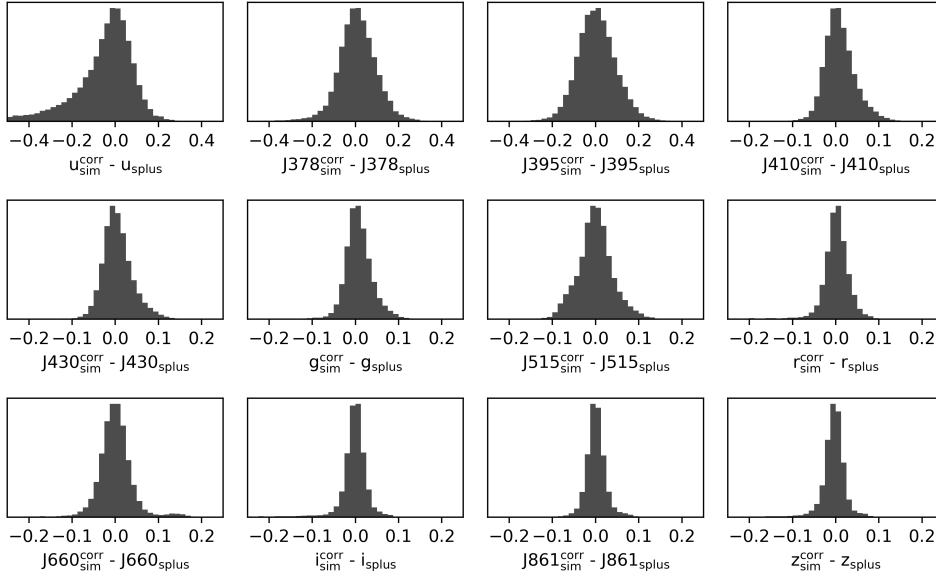 −0.4 −0.2 0.0 0.2 0.4
u^corr_sim - u_splus
−0.4 −0.2 0.0 0.2 0.4
J378^corr_sim - J378_splus
−0.4 −0.2 0.0 0.2 0.4
J395^corr_sim - J395_splus
−0.2 −0.1 0.0 0.1 0.2
J410^corr_sim - J410_splus
−0.2 −0.1 0.0 0.1 0.2
J430^corr_sim - J430_splus
−0.2 −0.1 0.0 0.1 0.2
g^corr_sim - g_splus
−0.2 −0.1 0.0 0.1 0.2
J515^corr_sim - J515_splus
−0.2 −0.1 0.0 0.1 0.2
r^corr_sim - r_splus
−0.2 −0.1 0.0 0.1 0.2
J660^corr_sim - J660_splus
−0.2 −0.1 0.0 0.1 0.2
i^corr_sim - i_splus
−0.2 −0.1 0.0 0.1 0.2
J861^corr_sim - J861_splus
−0.2 −0.1 0.0 0.1 0.2
z^corr_sim - z_splus